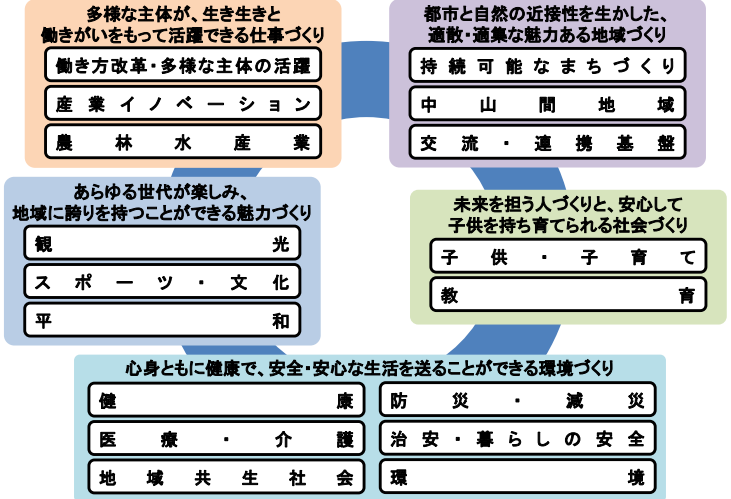 多様な主体が、生き生きと
働きがいをもって活躍できる仕事づくり
働き方改革・多様な主体の活躍
産業イノベーション
農林水産業
都市と自然の近接性を生かした、
適散・適集な魅力ある地域づくり
持続可能なまちづくり
中山間地域
交流・連携基盤
あらゆる世代が楽しみ、
地域に誇りを持つことができる魅力づくり
観光
スポーツ・文化
平和
未来を担う人づくりと、安心して
子供を持ち育てられる社会づくり
子供・子育て
教育
心身ともに健康で、安全・安心な生活を送ることができる環境づくり
健康
医療・介護
地域共生社会
防災・減災
治安・暮らしの安全
環境